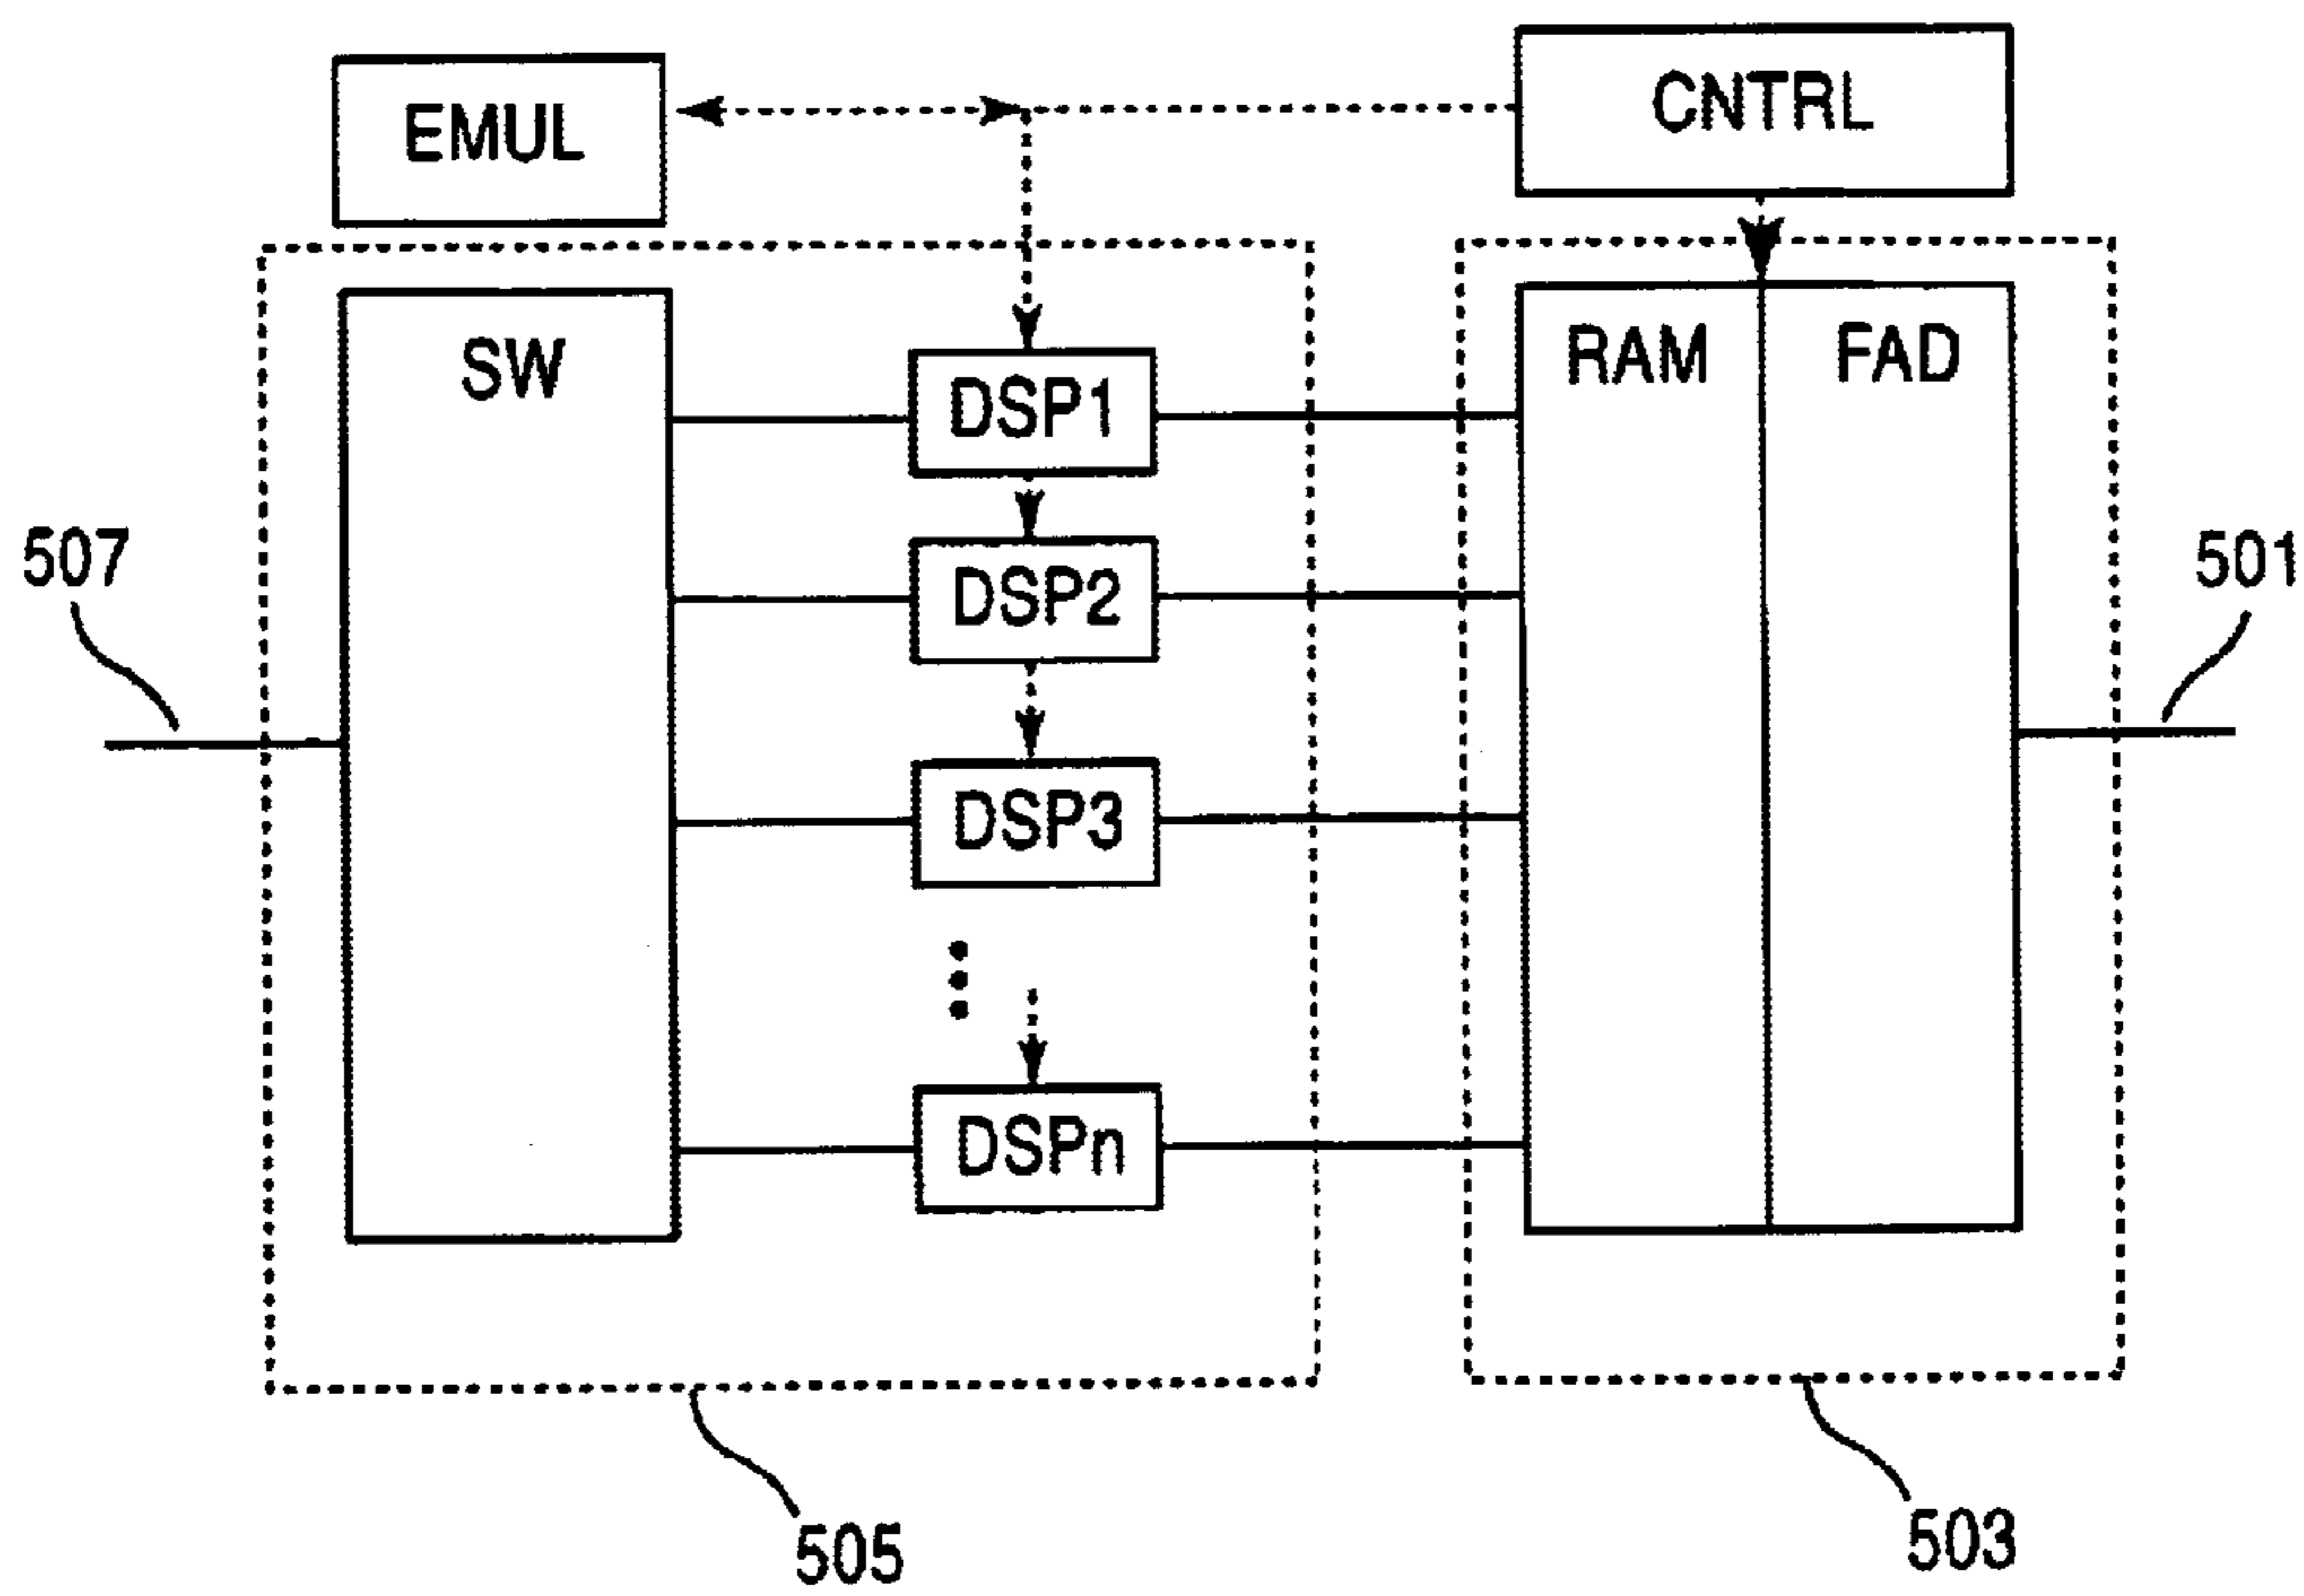 EMUL
CNTRL
SW
RAM
FAD
DSP1
507
501
DSP2
DSP3
DSPn
505
503